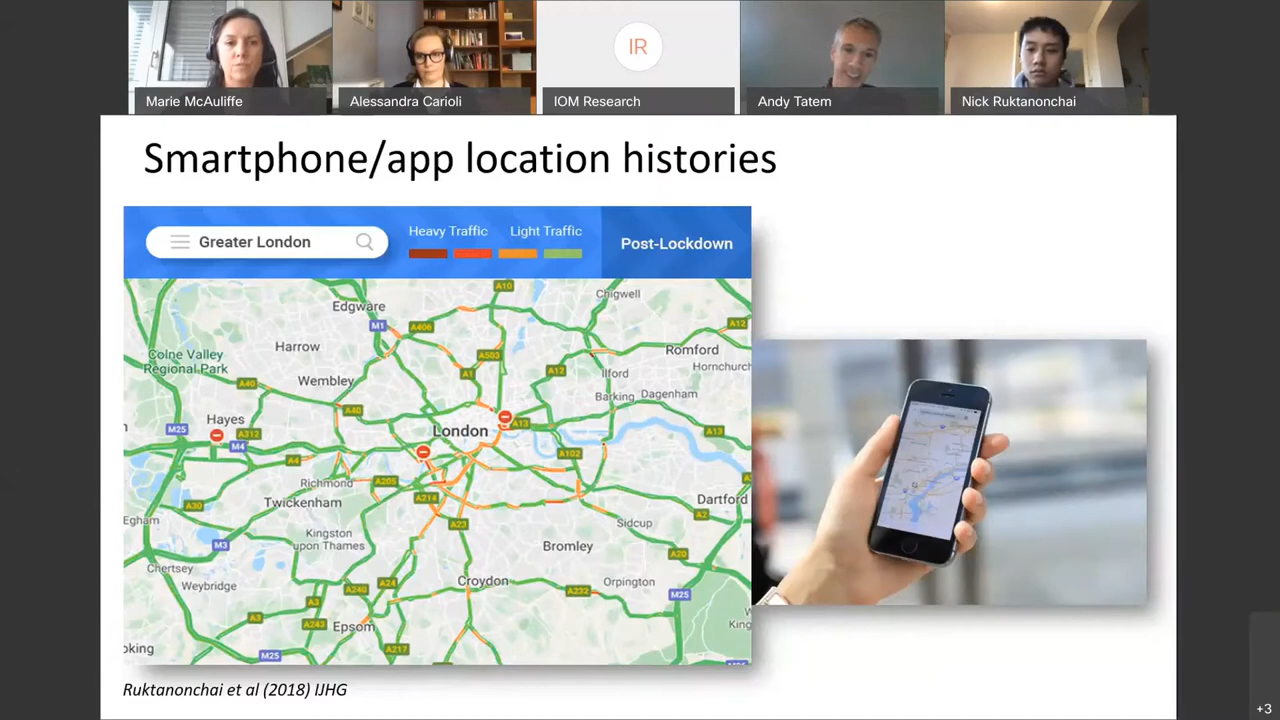 Marie McAuliffe
Alessandra Carioli
IR
IOM Research
Andy Tatem
Nick Ruktanonchai
Smartphone/app location histories
Greater London
Heavy Traffic
Light Traffic
Post-Lockdown
A10
Chigwell
Edgware
M1
A406
A12
Harrow
A503
Romford
Colne Valley
Regional Park
A1
A12
Ilford
Hornchurch
Wembley
A40
Barking
Dagenham
A40
Hayes
M25
A312
London
A13
A13
M4
A4
A102
Richmond
A205
A30
Twickenham
A214
Dartford
A2
Egham
Kingston
upon Thames
A23
Sidcup
M3
Bromley
A20
Chertsey
Weybridge
A24
Croydon
Orpington
A240
A232
M25
A3
A3
A243
Epsom
King
oking
M25
A217
Ruktanonchai et al (2018) IJHG
+3